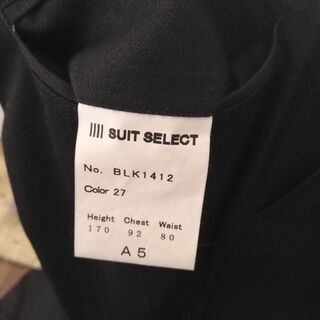 SUIT SELECT
No. BLK1412
Color 27
Height Chest Waist
170 92 80
A5